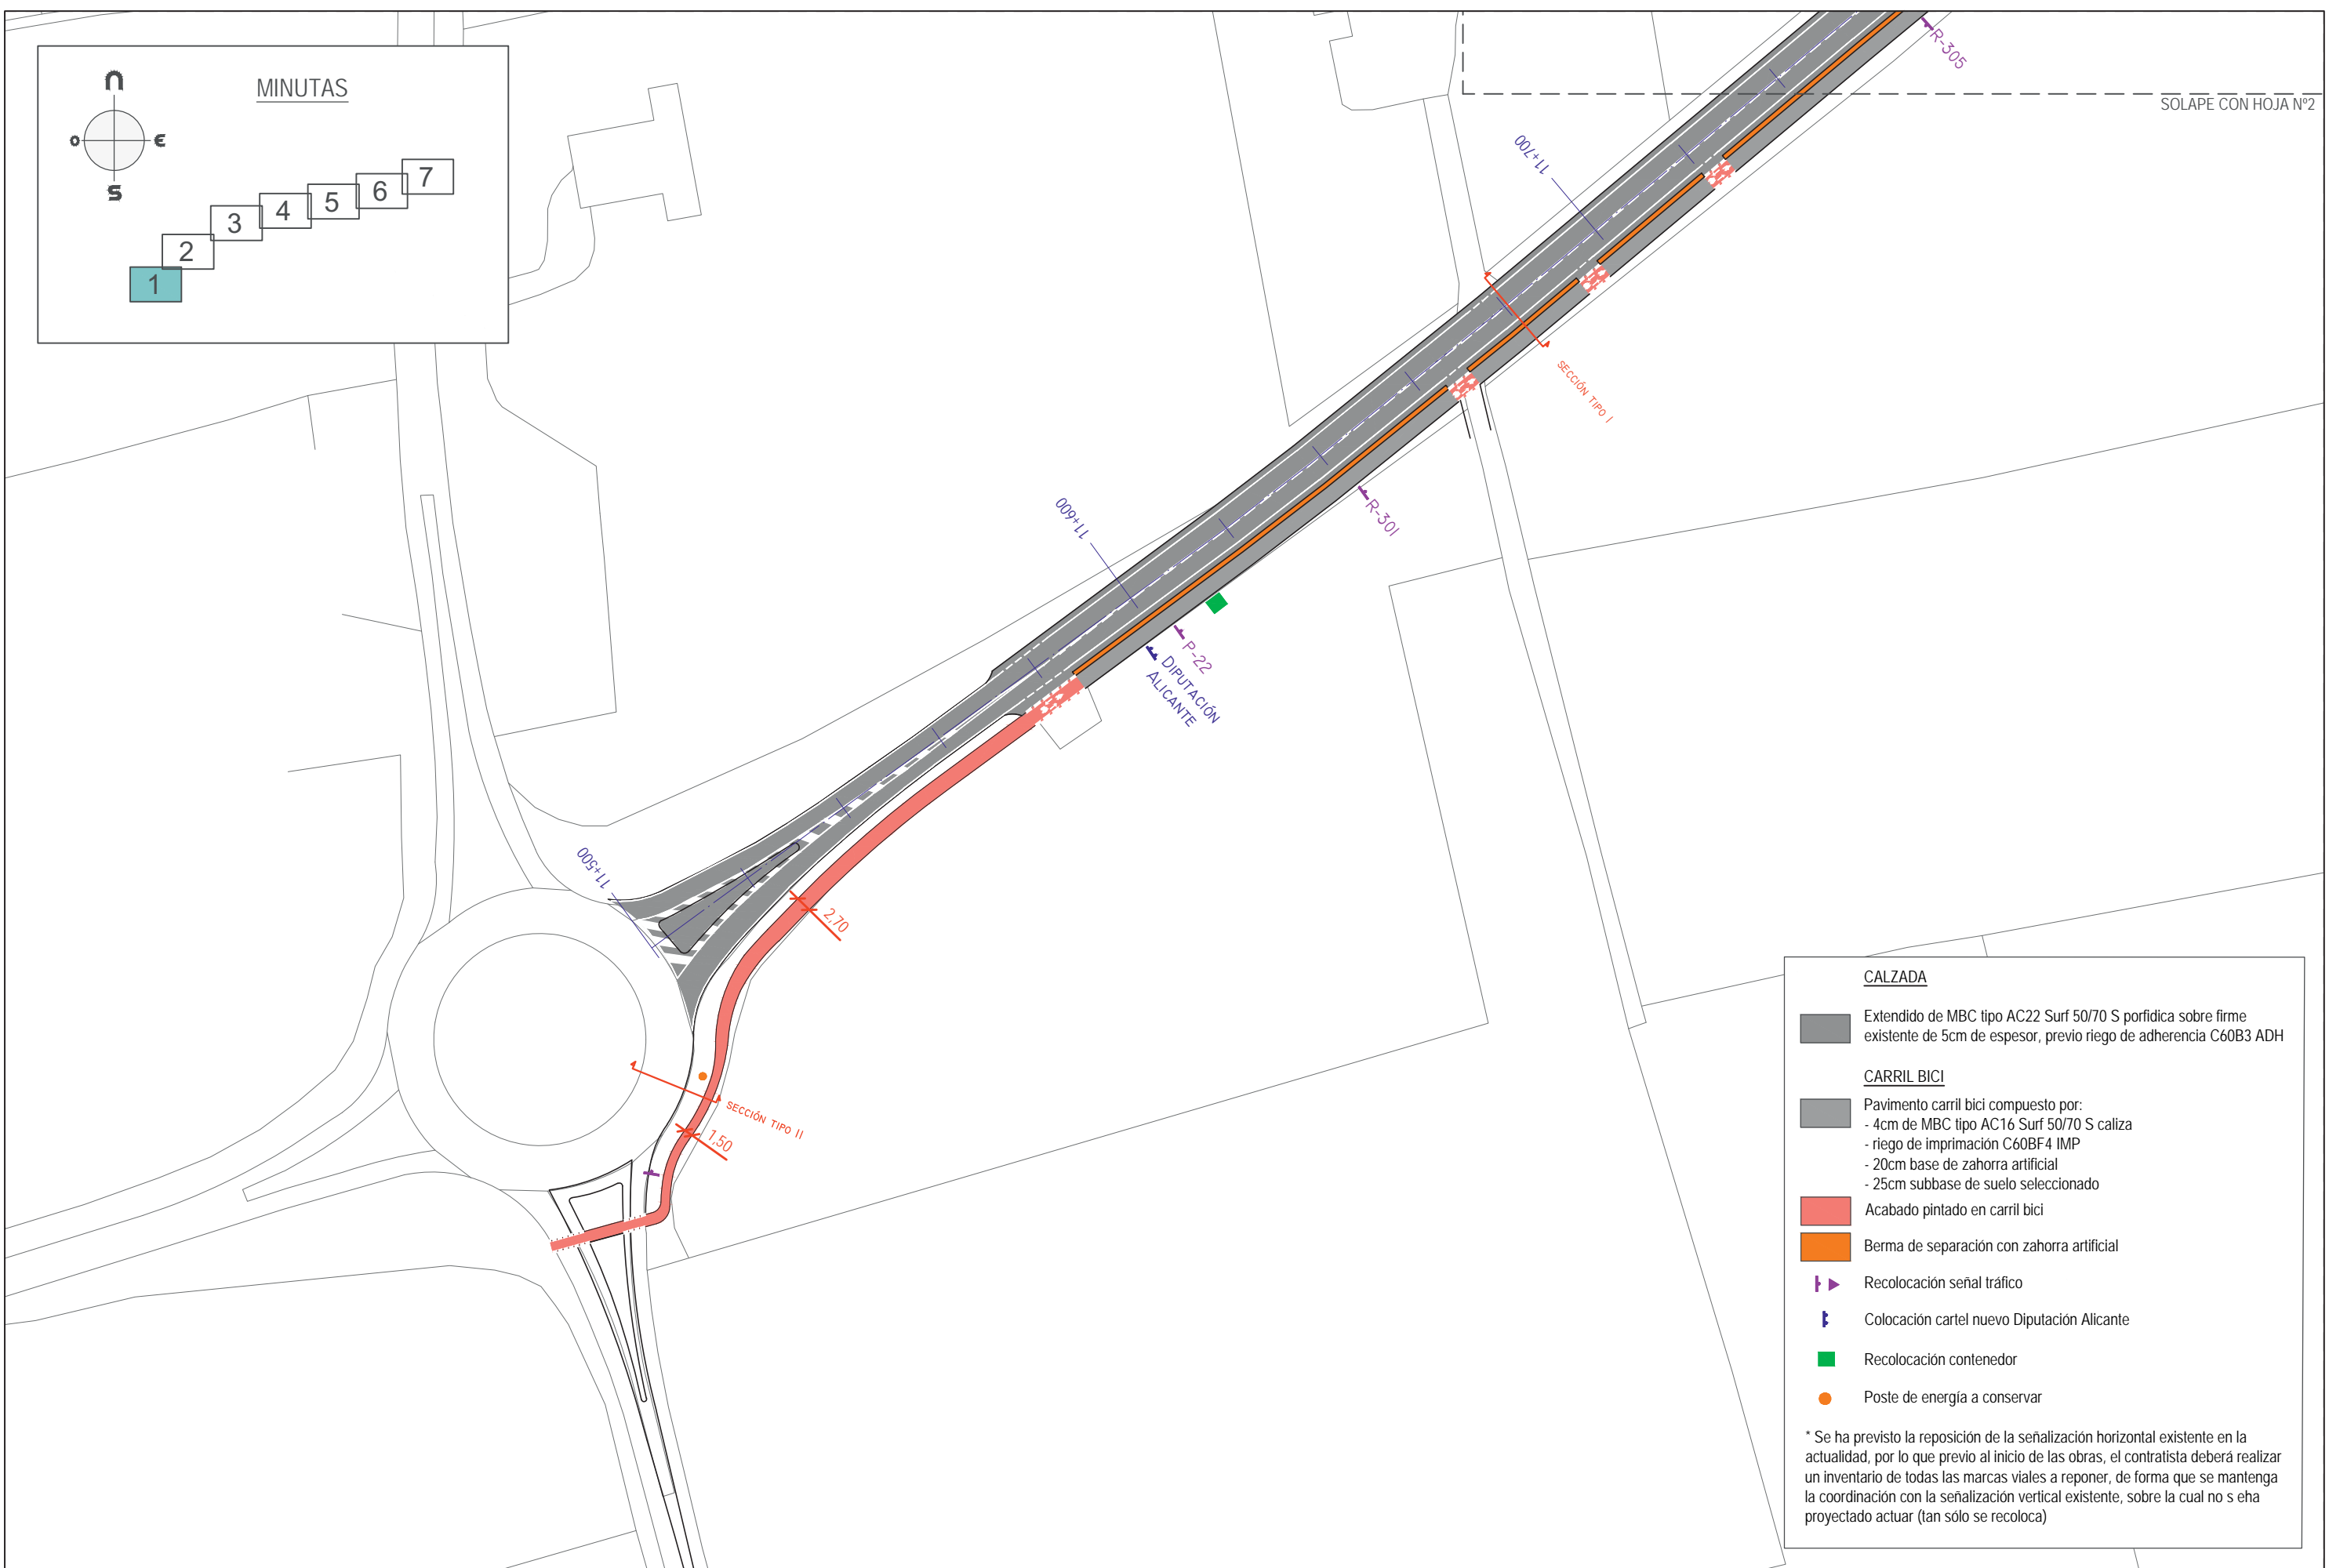 MINUTAS
N
O
E
S
1
2
3
4
5
6
7
R-305
SOLAPE CON HOJA Nº2
11+700
SECCIÓN TIPO I
R-301
11+600
P-22
DIPUTACIÓN
ALICANTE
11+500
2,70
SECCIÓN TIPO II
1,50
CALZADA
Extendido de MBC tipo AC22 Surf 50/70 S porfidica sobre firme
existente de 5cm de espesor, previo riego de adherencia C60B3 ADH
CARRIL BICI
Pavimento carril bici compuesto por:
- 4cm de MBC tipo AC16 Surf 50/70 S caliza
- riego de imprimación C60BF4 IMP
- 20cm base de zahorra artificial
- 25cm subbase de suelo seleccionado
Acabado pintado en carril bici
Berma de separación con zahorra artificial
Recolocación señal tráfico
Colocación cartel nuevo Diputación Alicante
Recolocación contenedor
Poste de energía a conservar
* Se ha previsto la reposición de la señalización horizontal existente en la
actualidad, por lo que previo al inicio de las obras, el contratista deberá realizar
un inventario de todas las marcas viales a reponer, de forma que se mantenga
la coordinación con la señalización vertical existente, sobre la cual no s eha
proyectado actuar (tan sólo se recoloca)